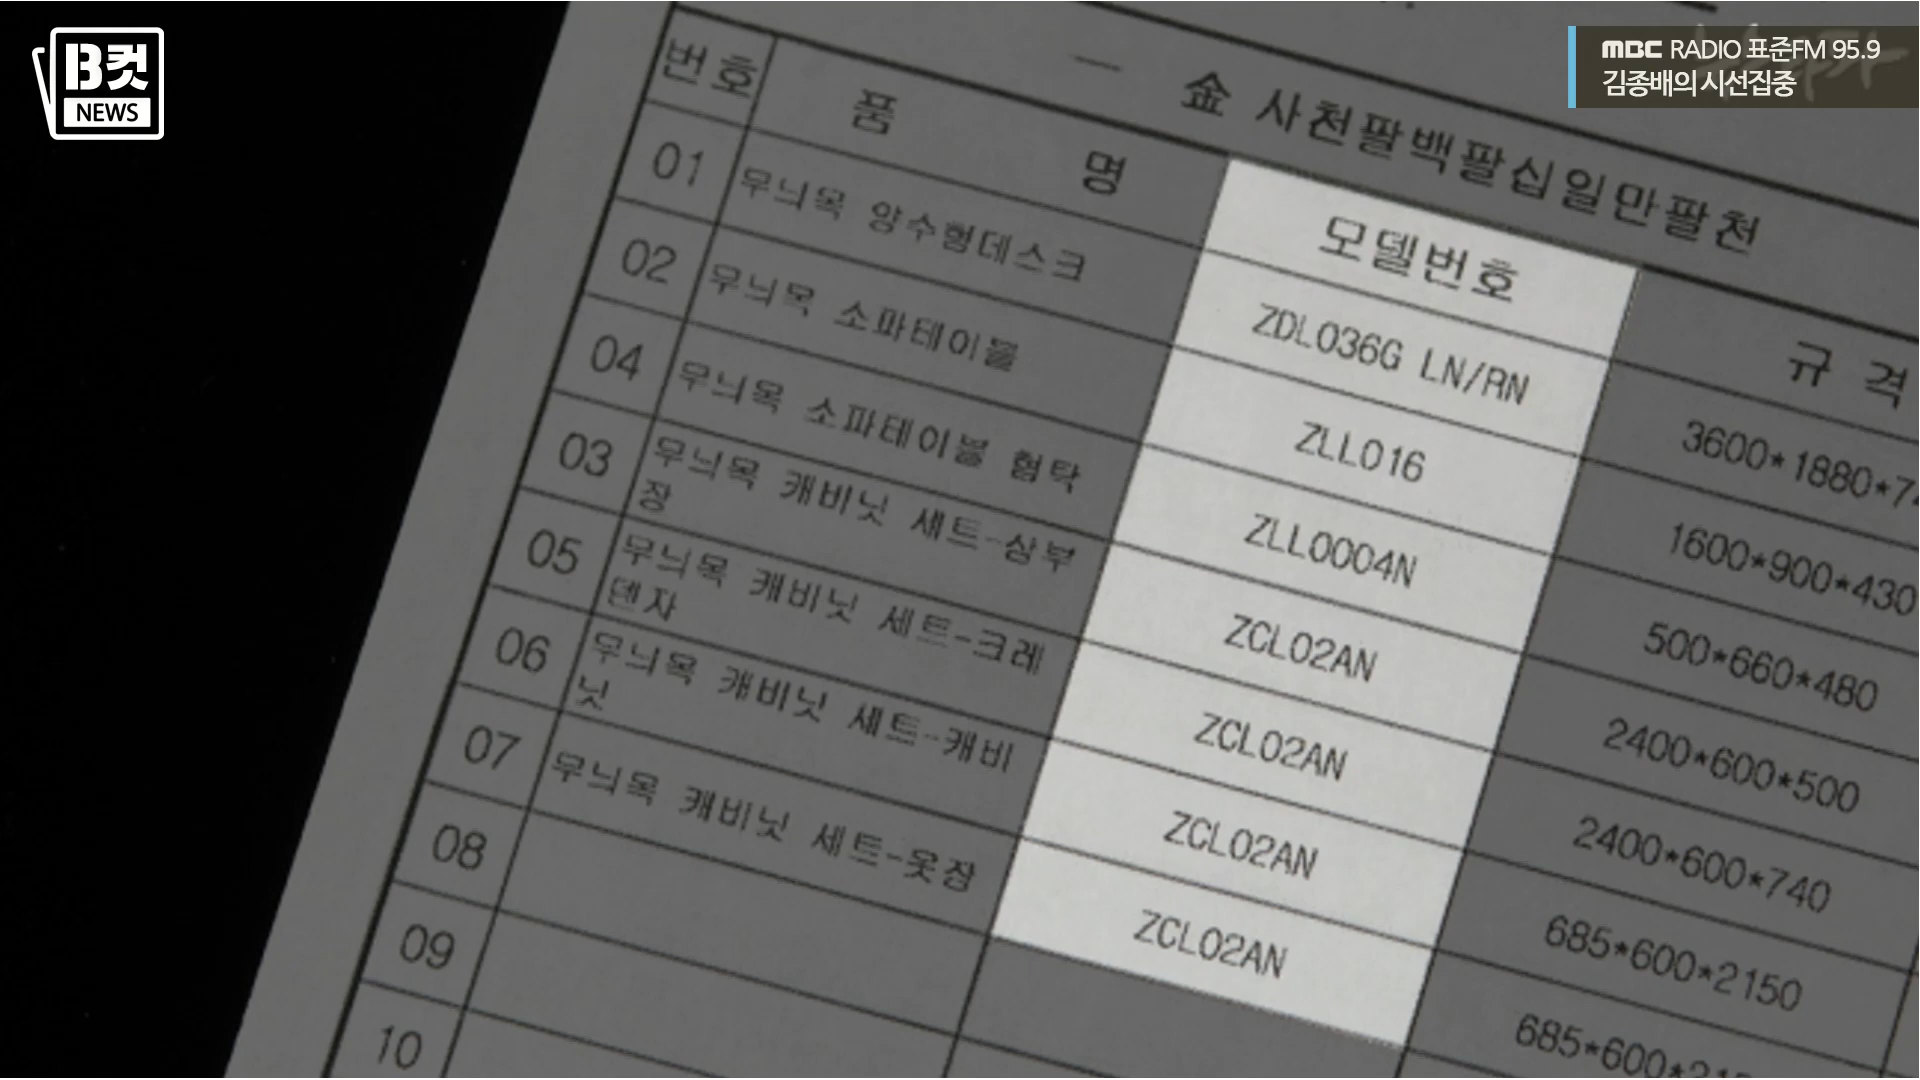 B컷
NEWS
MBC RADIO 표준FM 95.9
김종배의 시선집중
一 金 사천팔백팔십일만팔천
번호 품 명 모델번호 규 격
01 무늬목 양수형데스크 ZDL036G LN/RN 3600*1880*74
02 무늬목 소파테이블 ZLL016 1600*900*430
04 무늬목 소파테이블 협탁 ZLL0004N 500*660*480
03 무늬목 캐비닛 세트-상부
장 ZCL02AN 2400*600*500
05 무늬목 캐비닛 세트-크레
덴자 ZCL02AN 2400*600*740
06 무늬목 캐비닛 세트-캐비
닛 ZCL02AN 685*600*2150
07 무늬목 캐비닛 세트-옷장 ZCL02AN 685*600*215
08
09
10